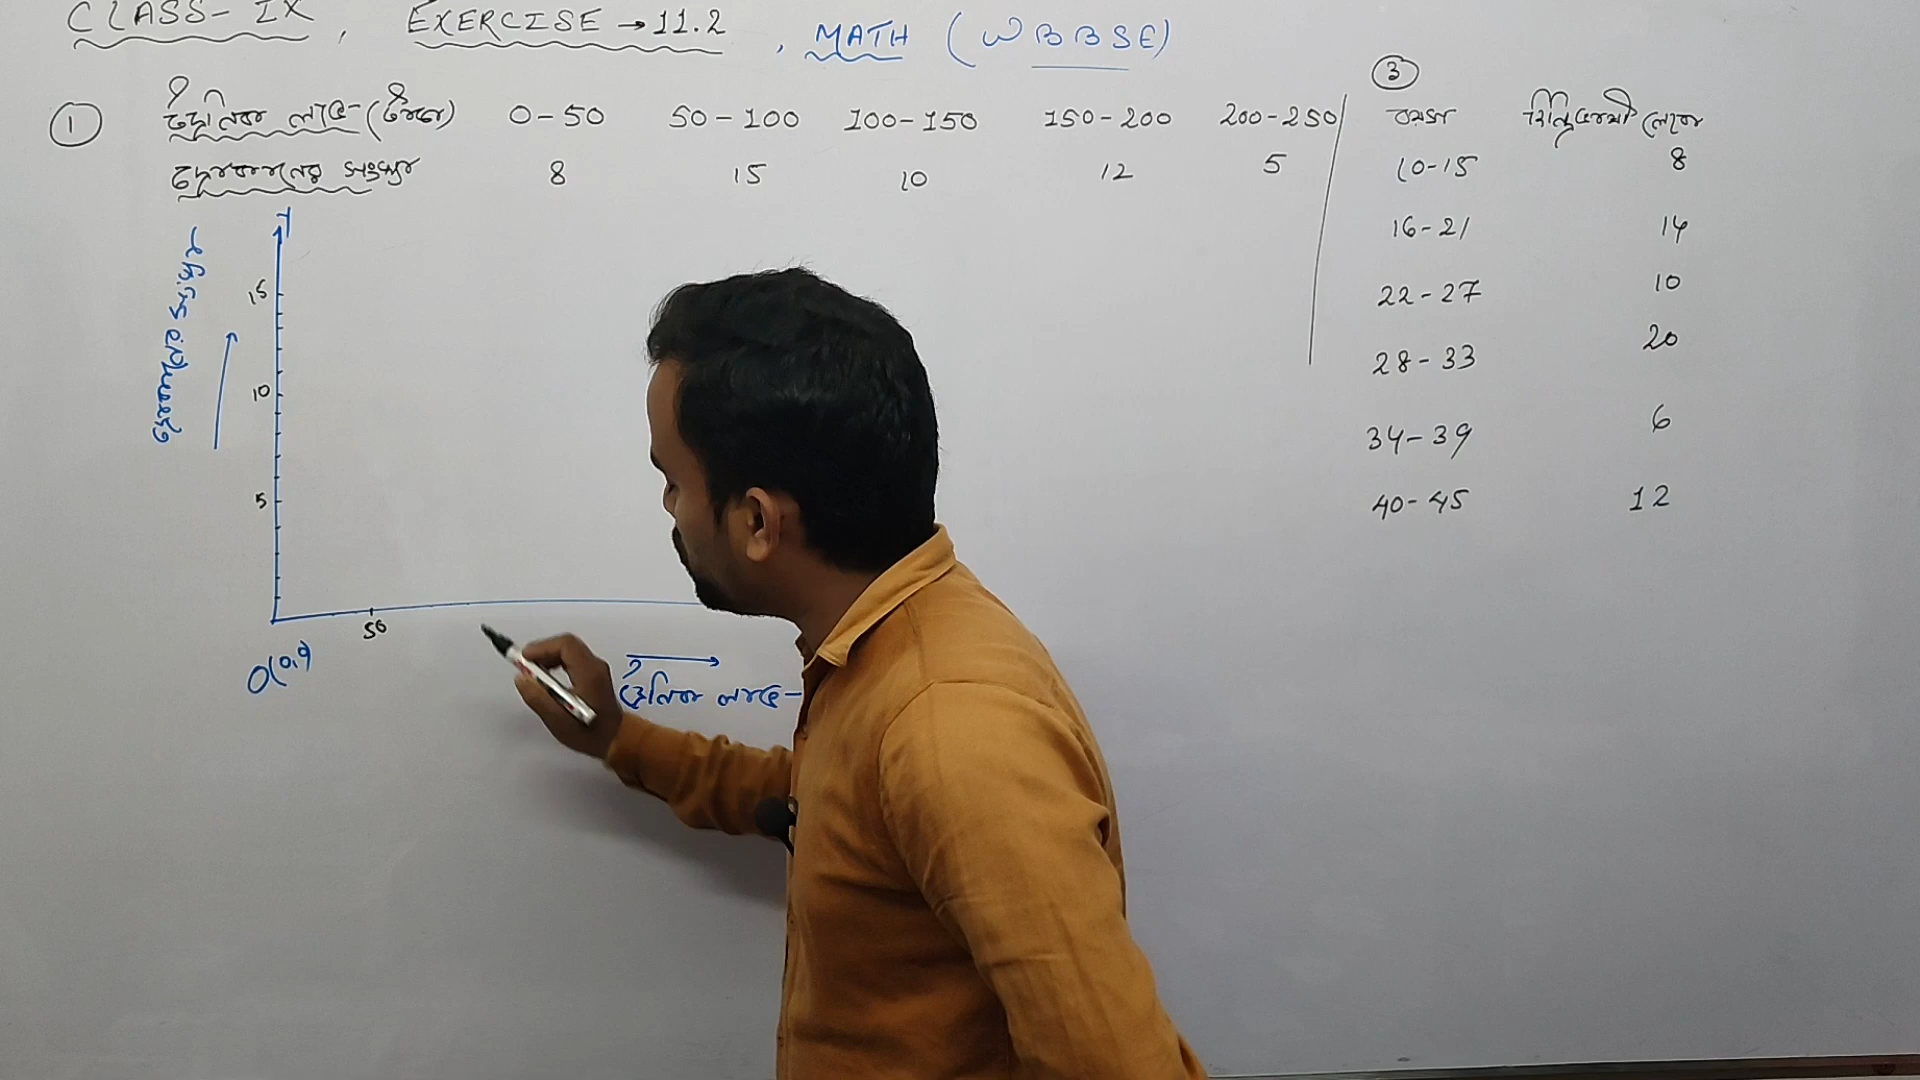 CLASS-IX, EXERCISE → 11.2, MATH (WBBSE)
① দৈনিক লাভ (টাকা) 0-50 50-100 100-150 150-200 200-250
দোকানের সংখ্যা 8 15 10 12 5
③
বয়স
10-15 8
16-21 14
22-27 10
28-33 20
34-39 6
40-45 12
Y
15
10
5
দোকানের সংখ্যা →
50
O(0,0)
দৈনিক লাভ